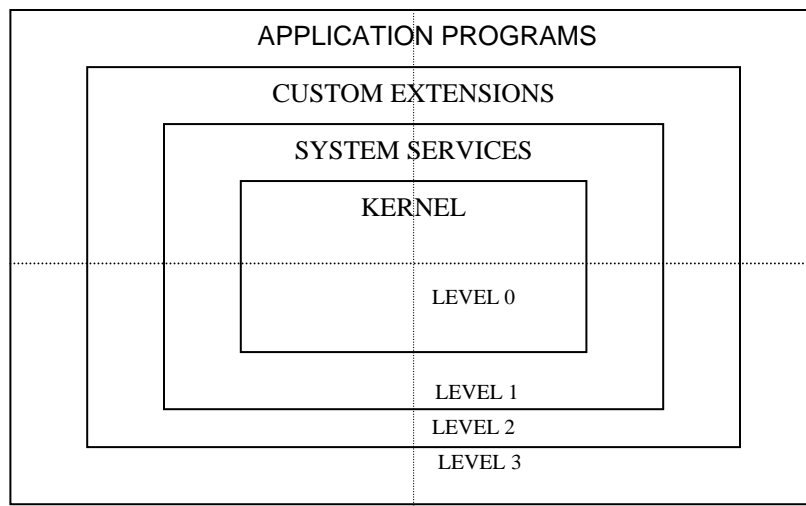 APPLICATION PROGRAMS
CUSTOM EXTENSIONS
SYSTEM SERVICES
KERNEL
LEVEL 0
LEVEL 1
LEVEL 2
LEVEL 3